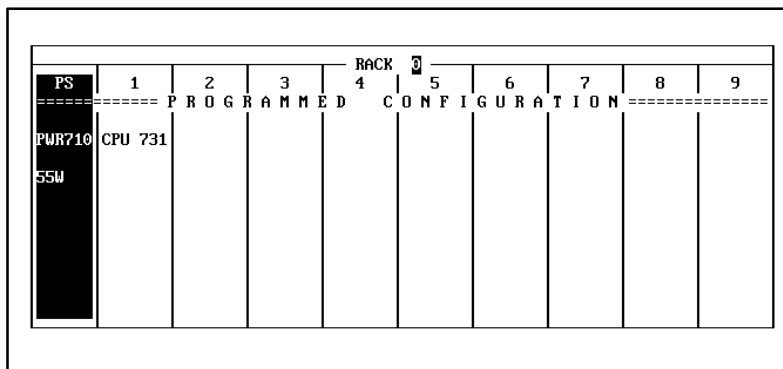 RACK 0
PS 1 2 3 4 5 6 7 8 9
====== ======= P R O G R A M M E D C O N F I G U R A T I O N ===============
PWR710 CPU 731
55W